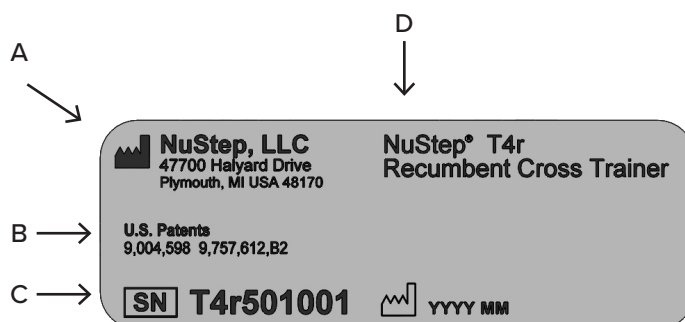 D
A
NuStep, LLC
47700 Halyard Drive
Plymouth, MI USA 48170
NuStep® T4r
Recumbent Cross Trainer
B
U.S. Patents
9,004,598 9,757,612,B2
C
SN T4r501001
YYYY MM